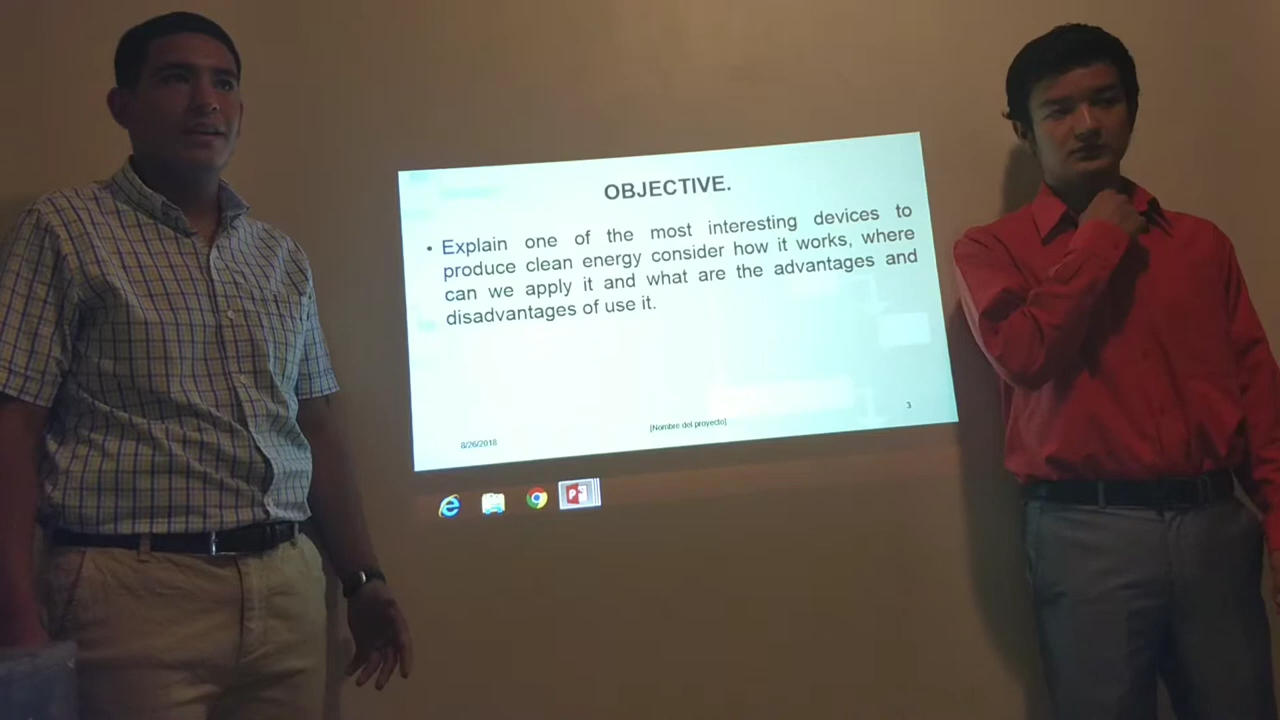 OBJECTIVE.
• Explain one of the most interesting devices to
produce clean energy consider how it works, where
can we apply it and what are the advantages and
disadvantages of use it.
3
8/26/2018
[Nombre del proyecto]